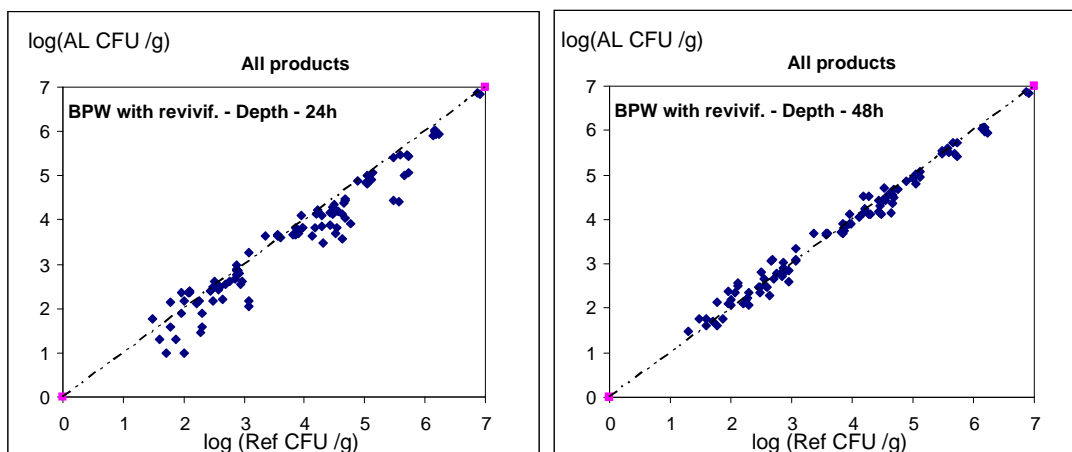 log(AL CFU /g)
All products
BPW with revivif. - Depth - 24h
7
6
5
4
3
2
1
0
0 1 2 3 4 5 6 7
log (Ref CFU /g)
log(AL CFU /g)
All products
BPW with revivif. - Depth - 48h
7
6
5
4
3
2
1
0
0 1 2 3 4 5 6 7
log (Ref CFU /g)